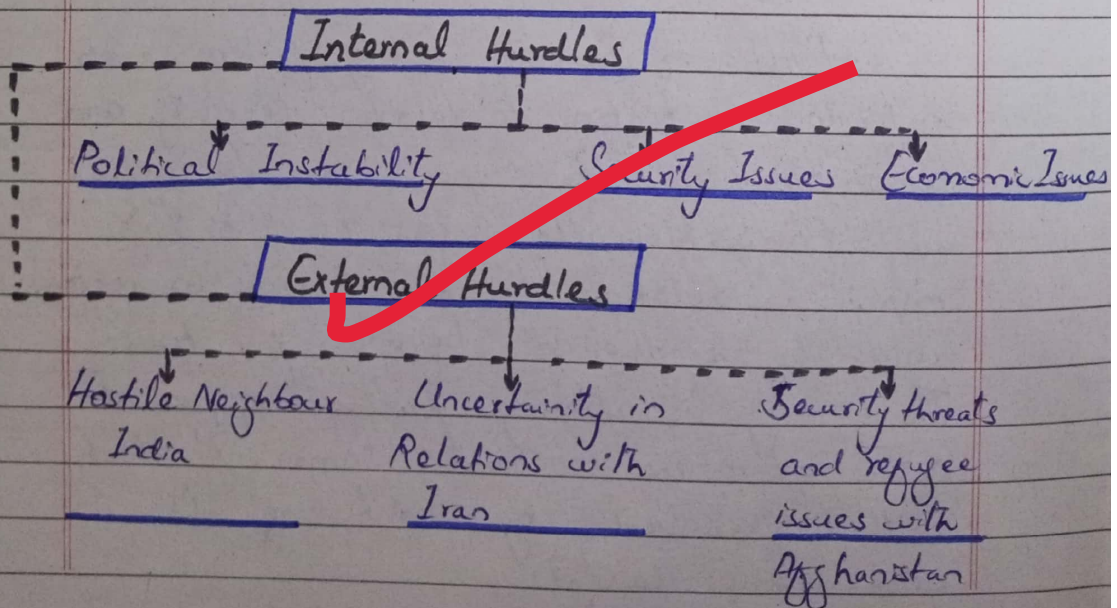 Internal Hurdles
Political Instability
Security Issues
Economic Issues
External Hurdles
Hostile Neighbour
India
Uncertainity in
Relations with
Iran
Security threats
and refugee
issues with
Afghanistan